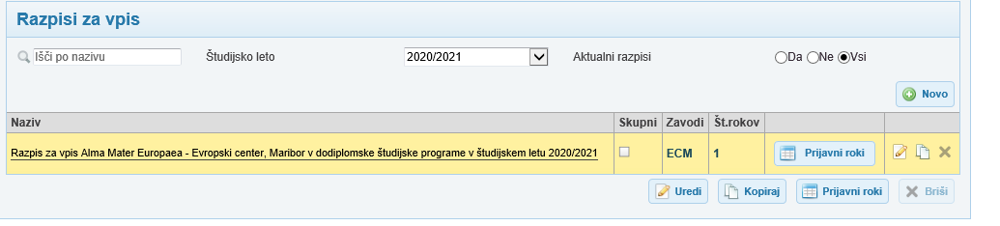 Razpisi za vpis
Išči po nazivu Študijsko leto 2020/2021 Aktualni razpisi Da Ne Vsi
Novo
Naziv Skupni Zavodi Št.rokov
Razpis za vpis Alma Mater Europaea - Evropski center, Maribor v dodiplomske študijske programe v študijskem letu 2020/2021 ECM 1 Prijavni roki
Uredi Kopiraj Prijavni roki Briši